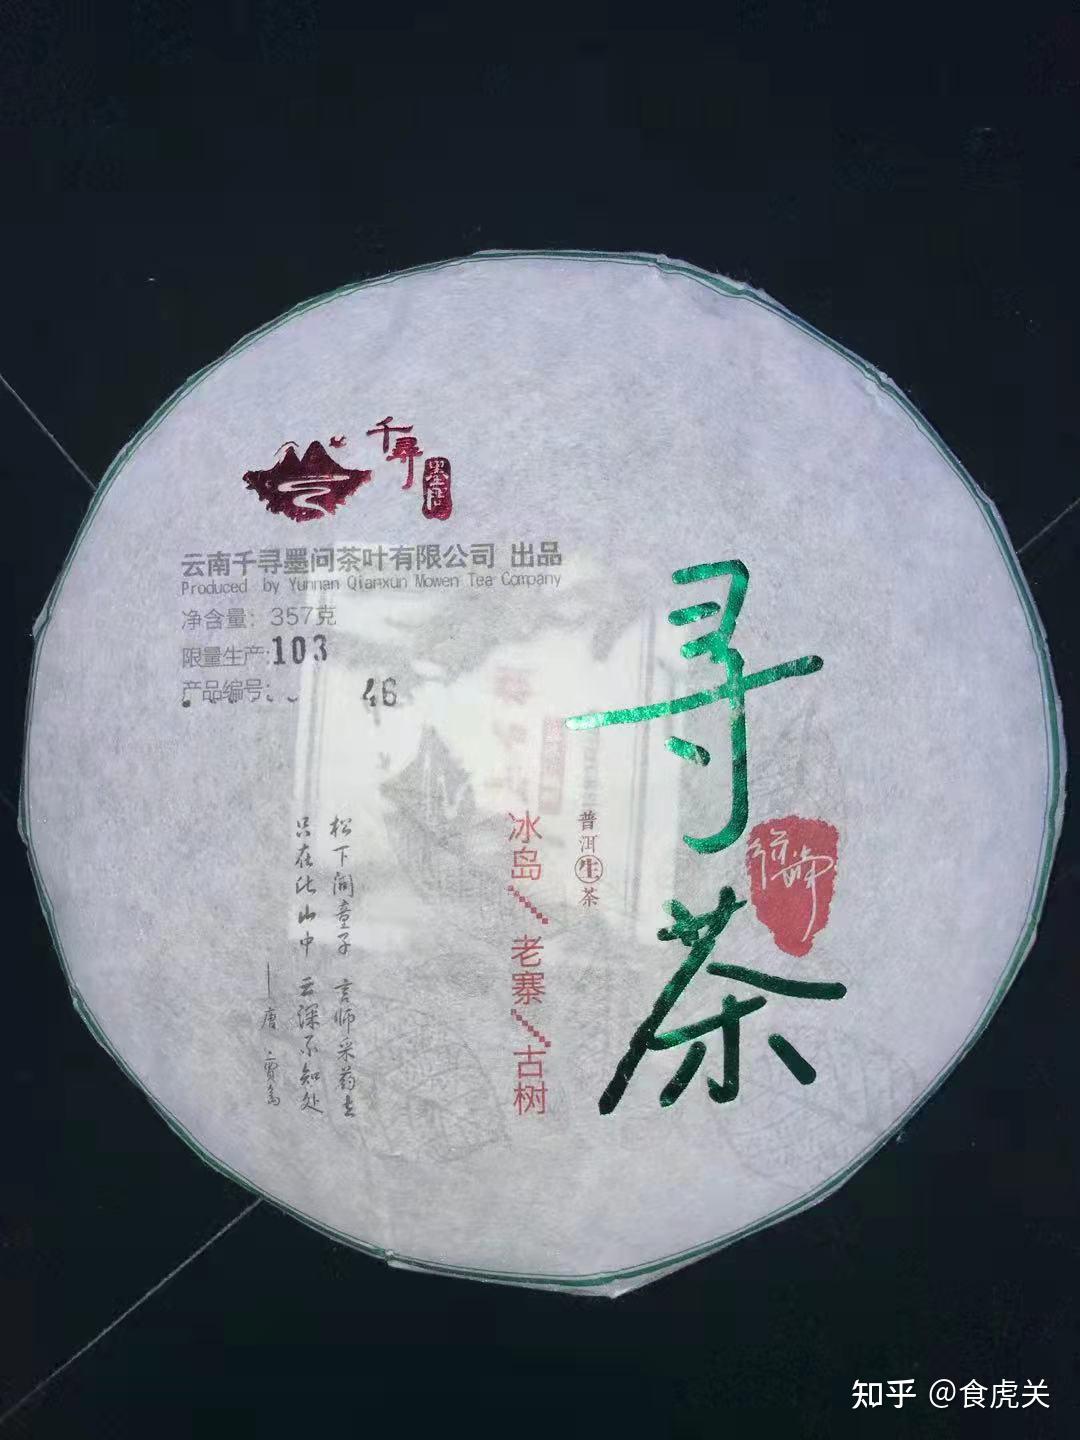 千寻
墨问
云南千寻墨问茶叶有限公司 出品
Produced by Yunnan Qianxun Mowen Tea Company
净含量：357克
限量生产:103
产品编号: 46
寻茶
普洱生茶
冰岛/老寨/古树
松下问童子 言师采药去
只在此山中 云深不知处
—唐 贾岛
知乎 @食虎关